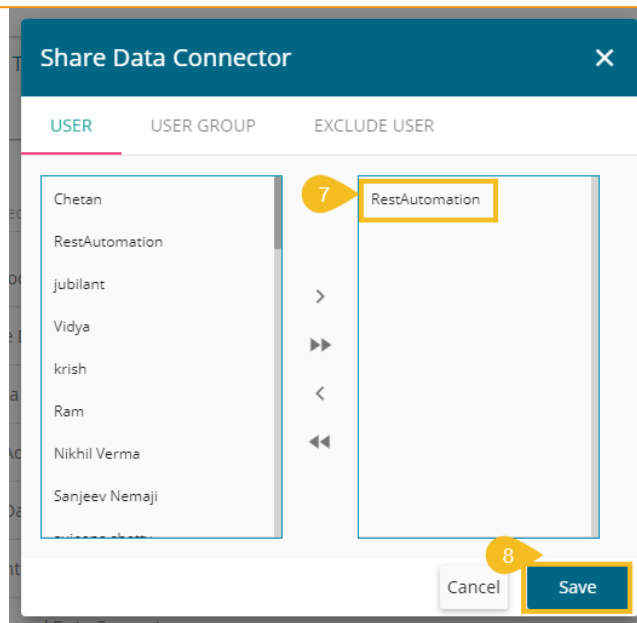 Share Data Connector
USER USER GROUP EXCLUDE USER
Chetan
RestAutomation
jubilant
Vidya
krish
Ram
Nikhil Verma
Sanjeev Nemaji
7
RestAutomation
8
Cancel Save